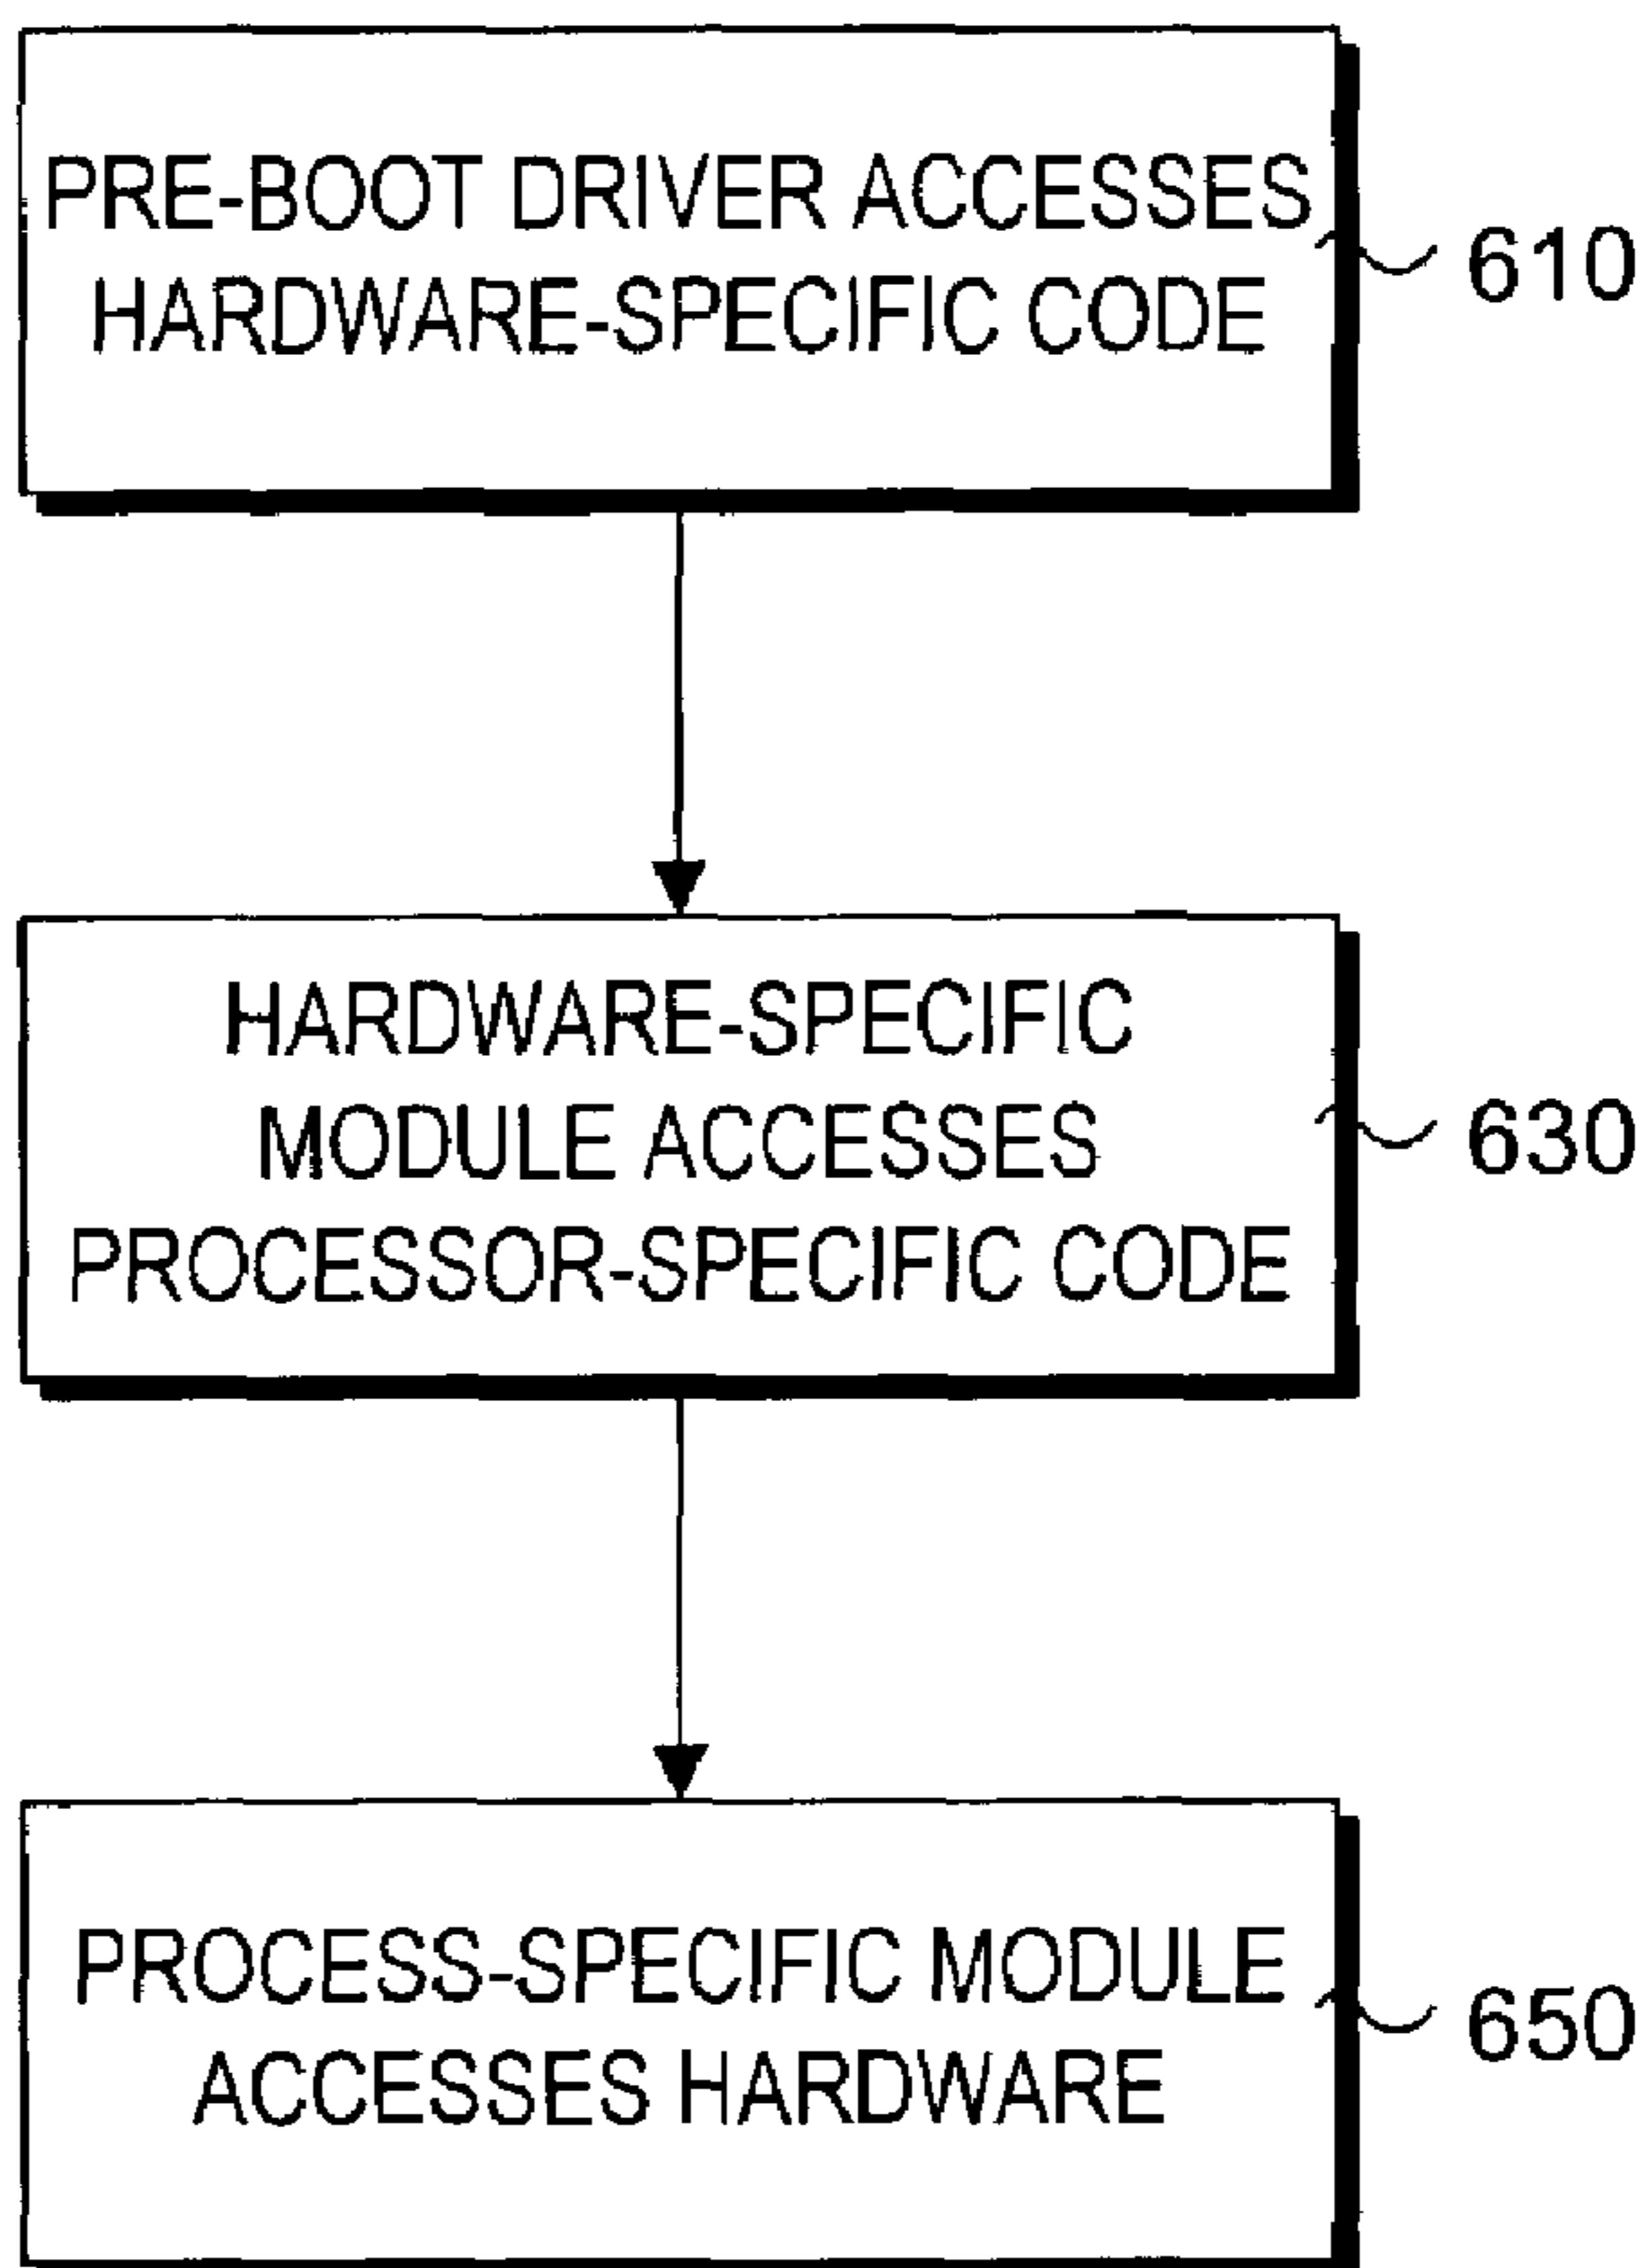 PRE-BOOT DRIVER ACCESSES
HARDWARE-SPECIFIC CODE
610
HARDWARE-SPECIFIC
MODULE ACCESSES
PROCESSOR-SPECIFIC CODE
630
PROCESS-SPECIFIC MODULE
ACCESSES HARDWARE
650